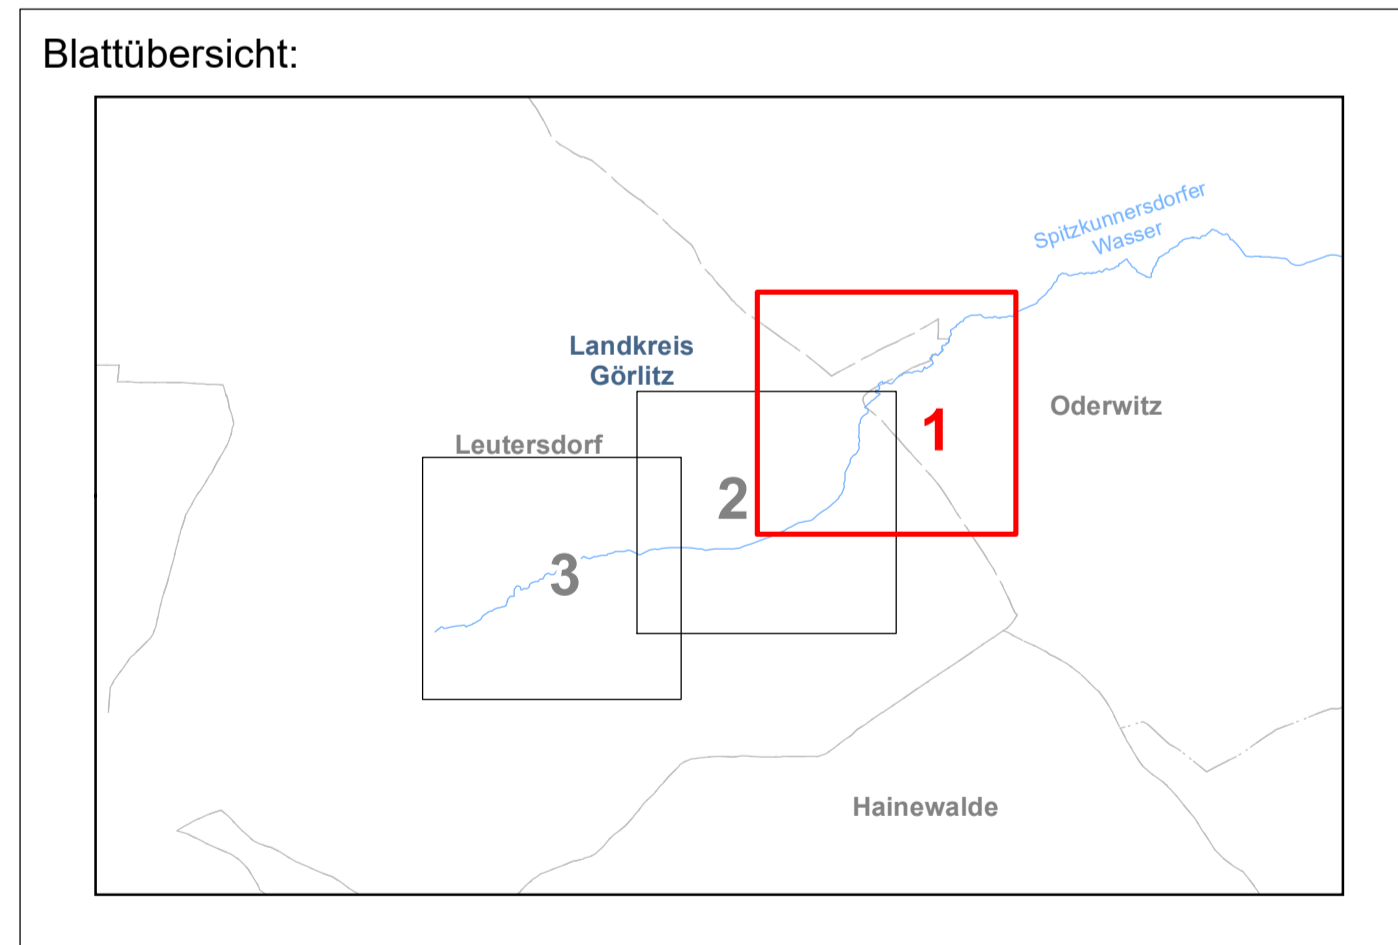 Blattübersicht:
Spitzkunnersdorfer
Wasser
Landkreis
Görlitz
Oderwitz
1
Leutersdorf
2
3
Hainewalde